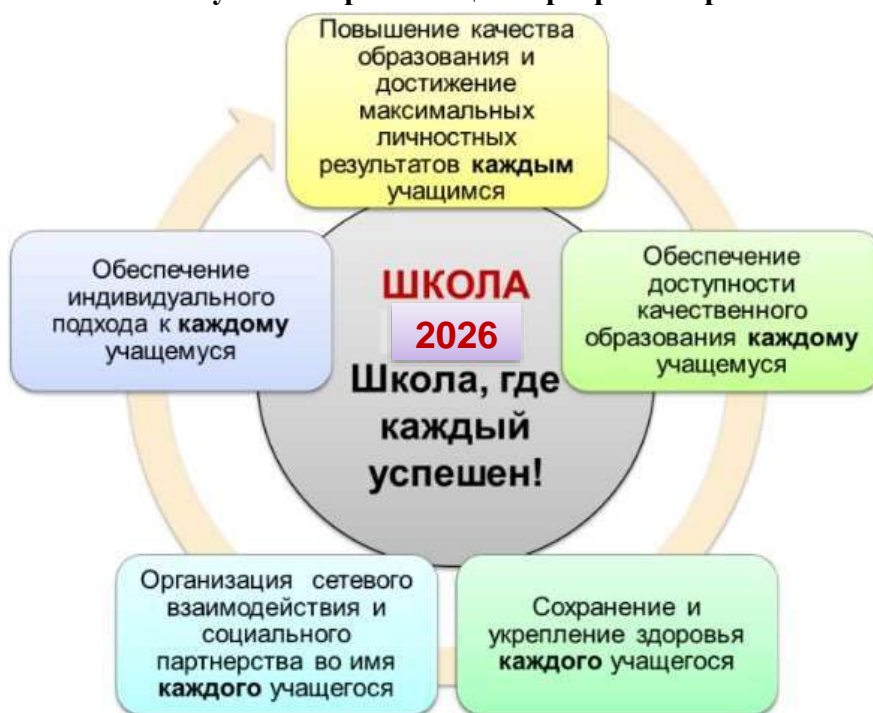 Повышение качества
образования и
достижение
максимальных
личностных
результатов каждым
учащимся
Обеспечение
доступности
качественного
образования каждому
учащемуся
Сохранение и
укрепление здоровья
каждого учащегося
Организация сетевого
взаимодействия и
социального
партнерства во имя
каждого учащегося
Обеспечение
индивидуального
подхода к каждому
учащемуся
ШКОЛА
2026
Школа, где
каждый
успешен!